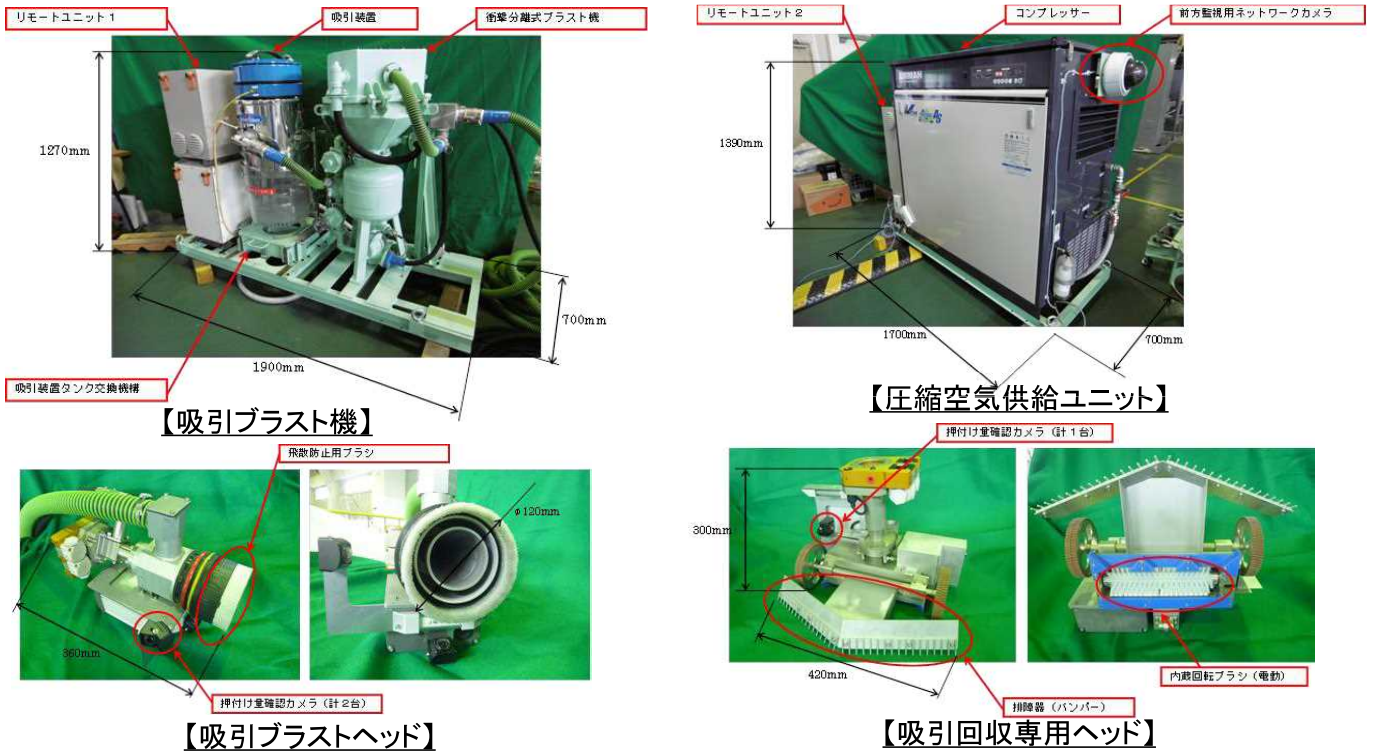 リモートユニット１
吸引装置
衝撃分離式ブラスト機
1270mm
700mm
1900mm
吸引装置タンク交換機構
【吸引ブラスト機】
リモートユニット２
コンプレッサー
前方監視用ネットワークカメラ
1390mm
1700mm
700mm
【圧縮空気供給ユニット】
飛散防止用ブラシ
φ120mm
360mm
押付け量確認カメラ（計２台）
【吸引ブラストヘッド】
押付け量確認カメラ（計１台）
300mm
420mm
内蔵回転ブラシ（電動）
排障器（バンパー）
【吸引回収専用ヘッド】